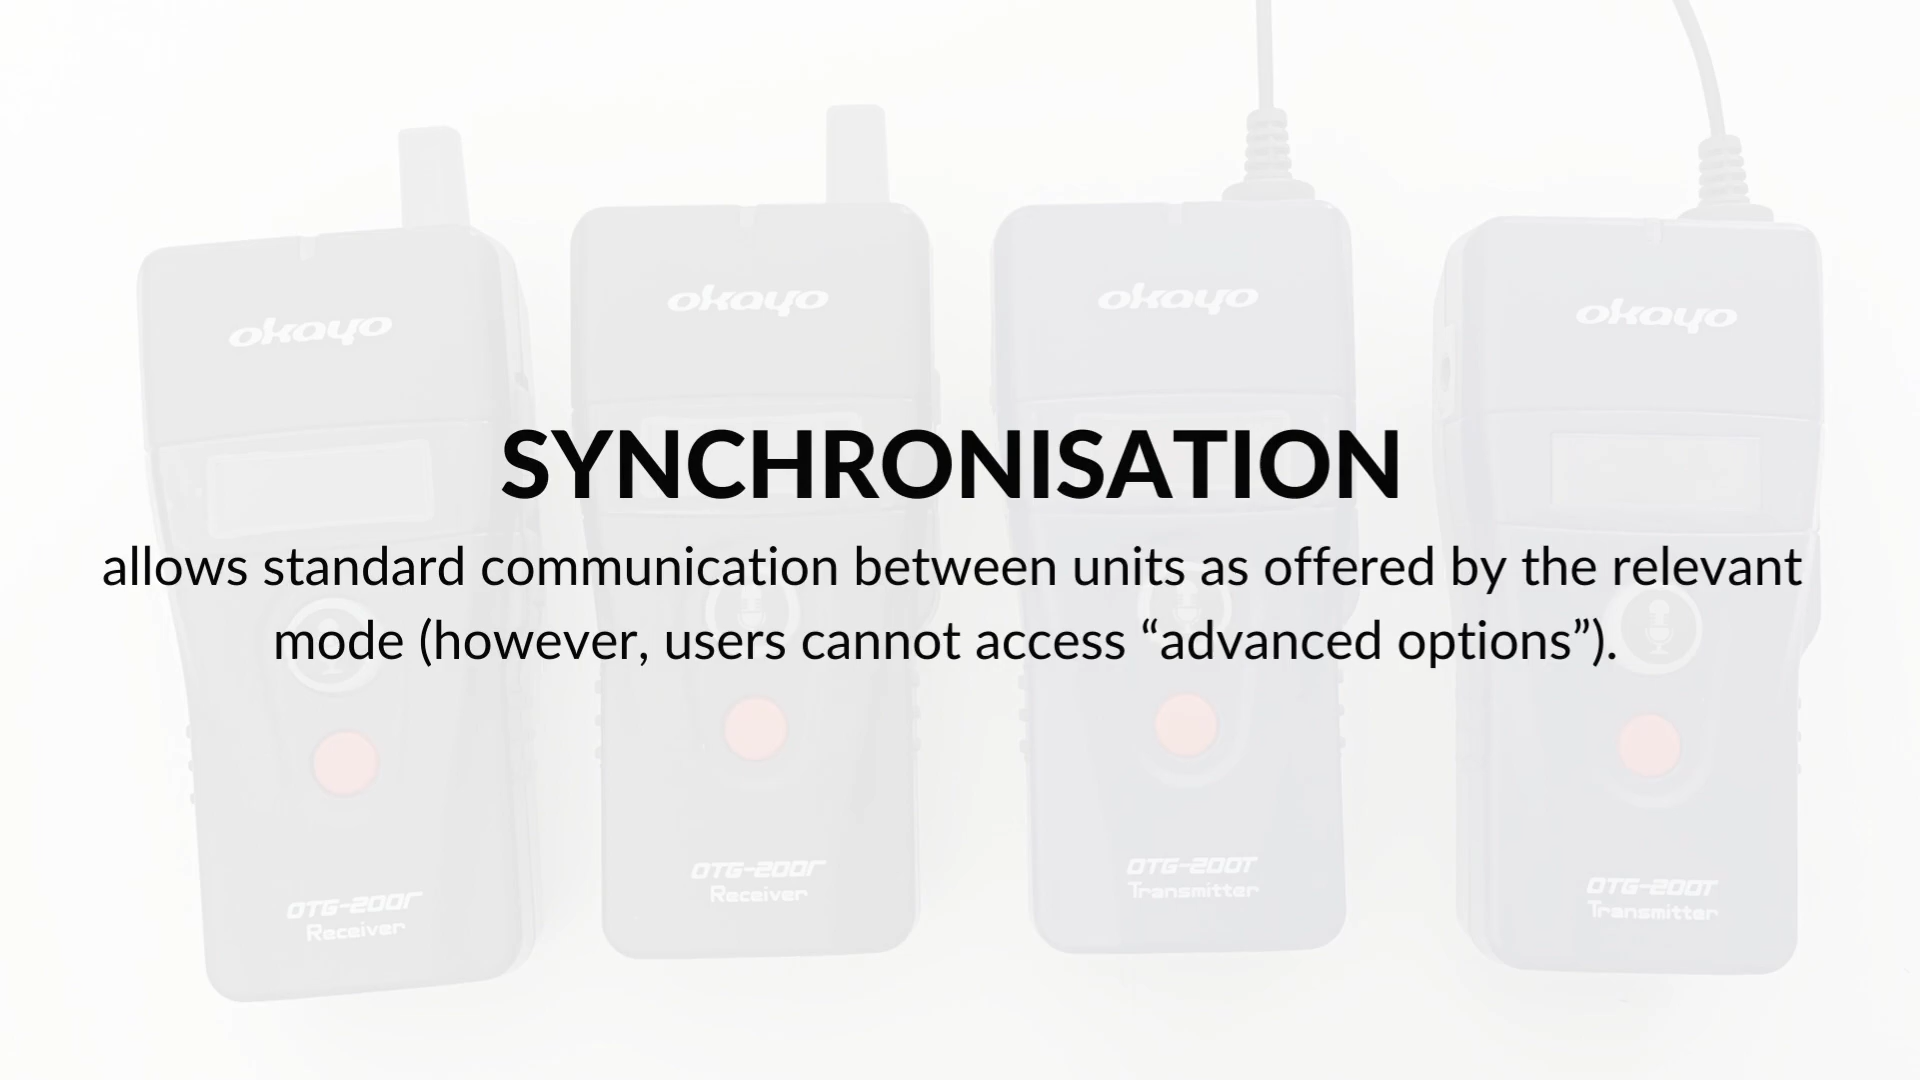 okayo
okayo
okayo
okayo
SYNCHRONISATION
allows standard communication between units as offered by the relevant
mode (however, users cannot access “advanced options”).
OTG-200r
Receiver
OTG-200r
Receiver
OTG-200T
Transmitter
OTG-200T
Transmitter